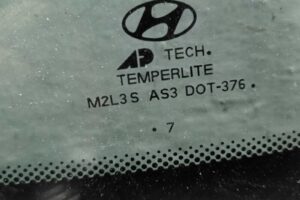 AP TECH.
TEMPERLITE
M2L3S AS3 DOT-376 .
. 7